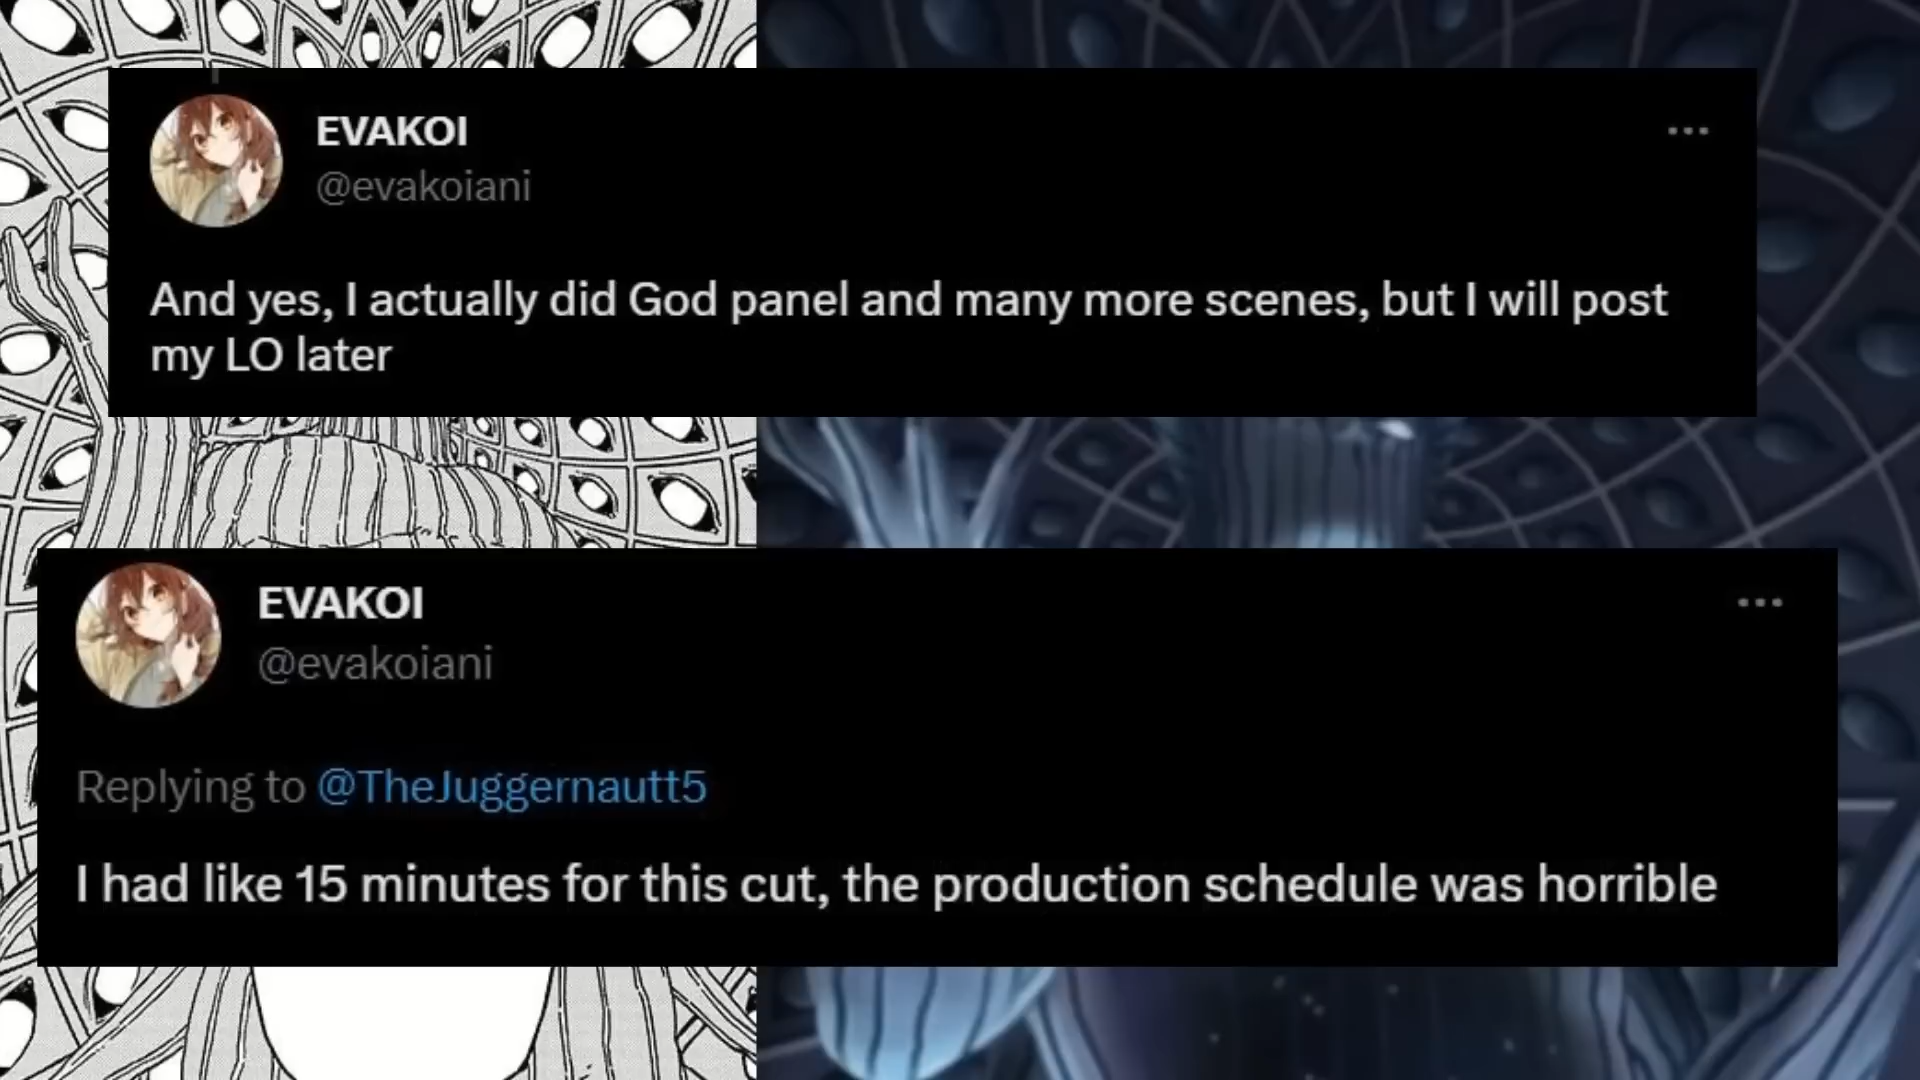 EVAKOI
@evakoiani
And yes, I actually did God panel and many more scenes, but I will post
my LO later
EVAKOI
@evakoiani
Replying to @TheJuggernautt5
I had like 15 minutes for this cut, the production schedule was horrible